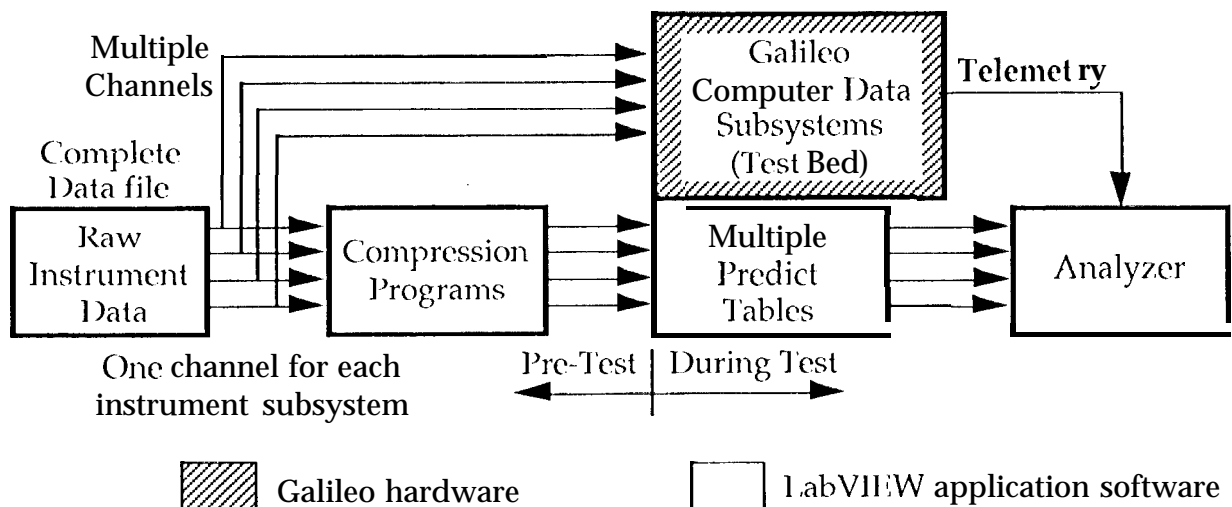 Multiple
Channels
Galileo
Computer Data
Subsystems
(Test Bed)
Telemetry
Complete
Data file
Raw
Instrument
Data
Compression
Programs
Multiple
Predict
Tables
Analyzer
One channel for each
instrument subsystem
Pre-Test
During Test
Galileo hardware
LabVIEW application software